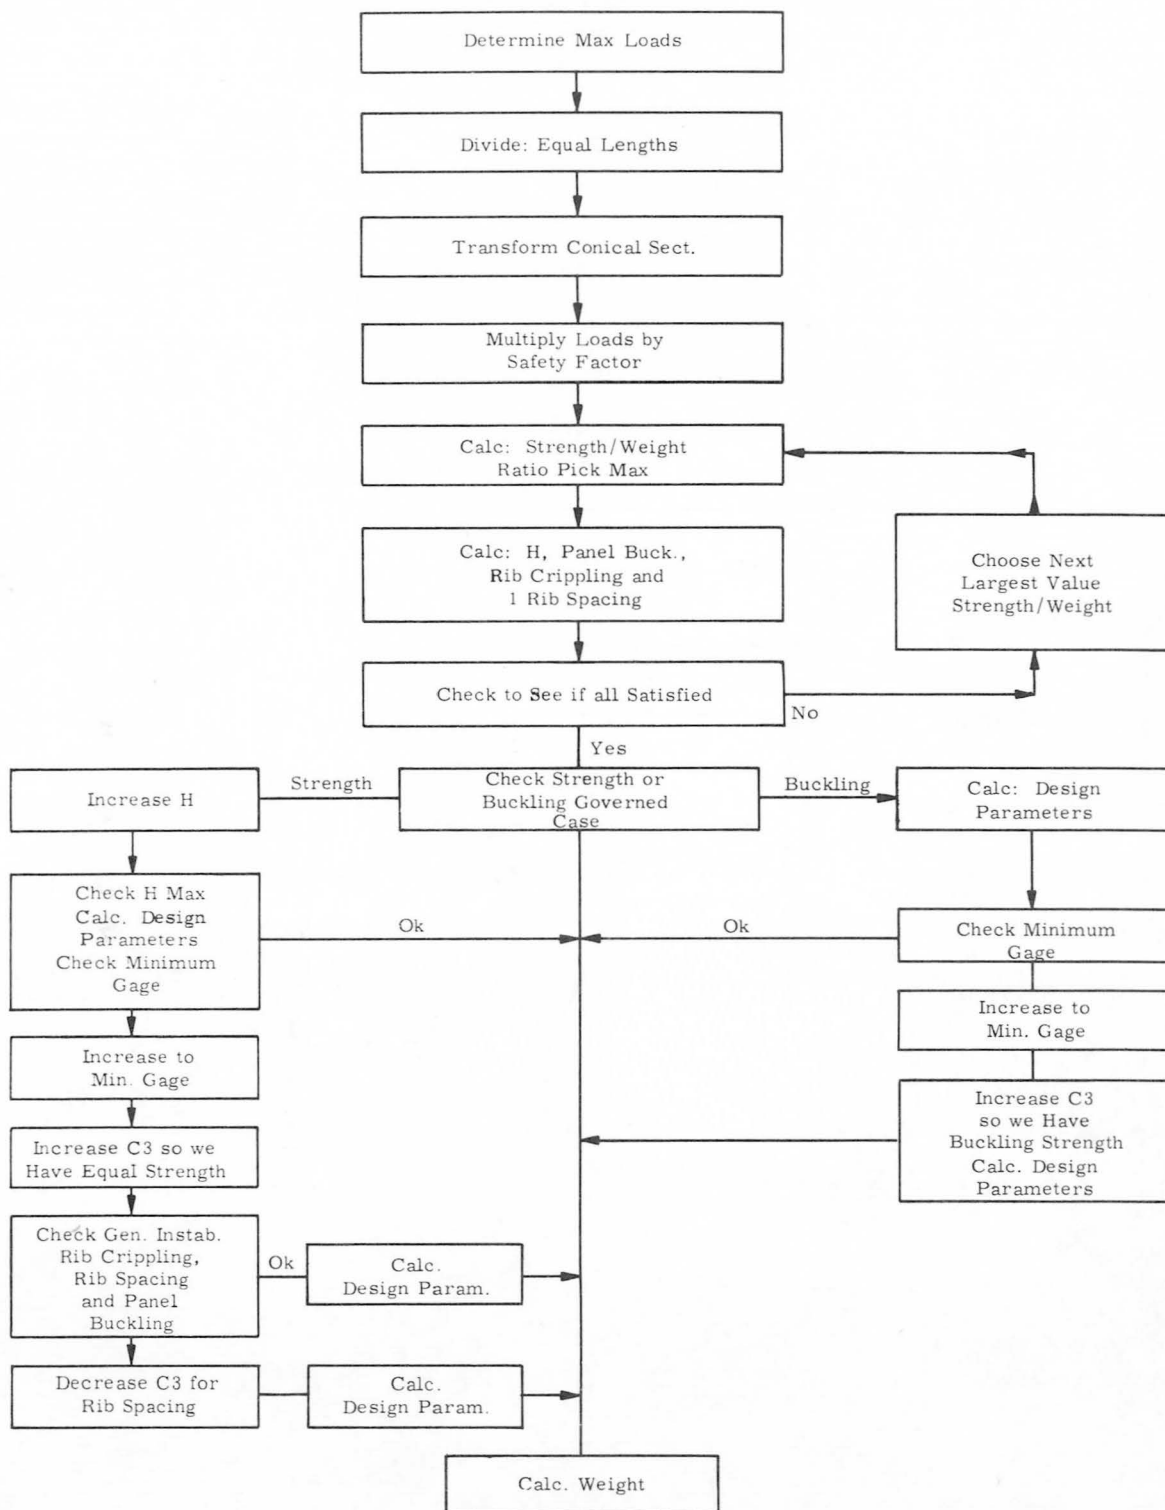 Determine Max Loads
Divide: Equal Lengths
Transform Conical Sect.
Multiply Loads by
Safety Factor
Calc: Strength/Weight
Ratio Pick Max
Calc: H, Panel Buck.,
Rib Crippling and
1 Rib Spacing
Choose Next
Largest Value
Strength/Weight
Check to See if all Satisfied
No
Yes
Increase H
Strength
Check Strength or
Buckling Governed
Case
Buckling
Calc: Design
Parameters
Check H Max
Calc. Design
Parameters
Check Minimum
Gage
Ok
Ok
Check Minimum
Gage
Increase to
Min. Gage
Increase to
Min. Gage
Increase C3
so we Have
Buckling Strength
Calc. Design
Parameters
Increase C3 so we
Have Equal Strength
Check Gen. Instab.
Rib Crippling,
Rib Spacing
and Panel
Buckling
Ok
Calc.
Design Param.
Decrease C3 for
Rib Spacing
Calc.
Design Param.
Calc. Weight